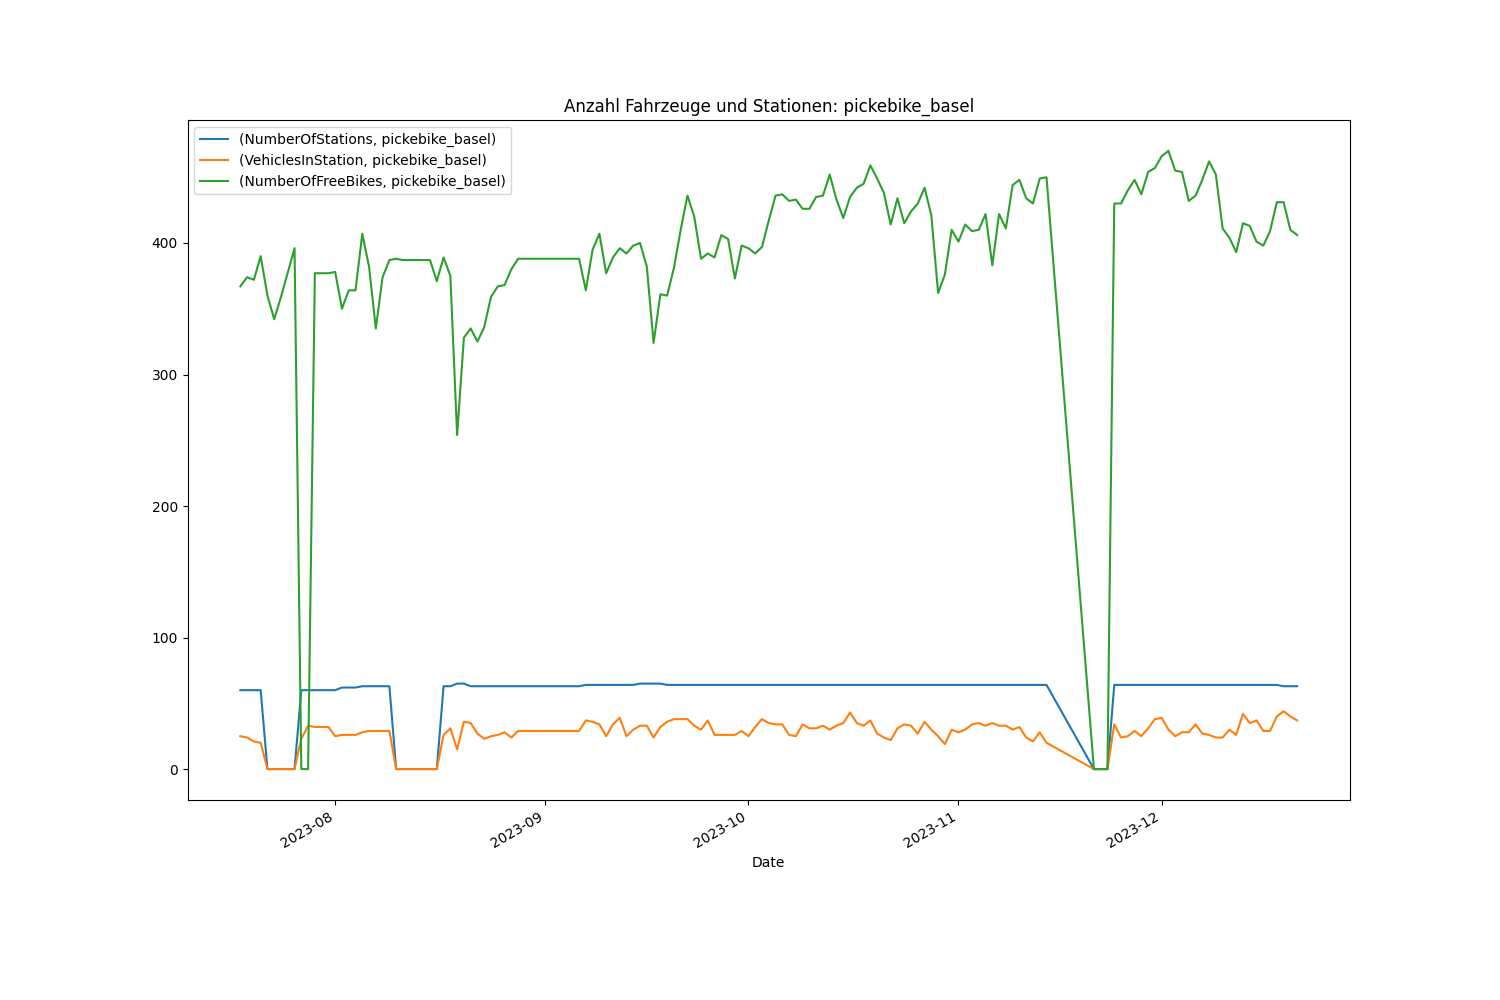 Anzahl Fahrzeuge und Stationen: pickebike_basel
(NumberOfStations, pickebike_basel)
(VehiclesInStation, pickebike_basel)
(NumberOfFreeBikes, pickebike_basel)
400
300
200
100
0
2023-08
2023-09
2023-10
2023-11
2023-12
Date